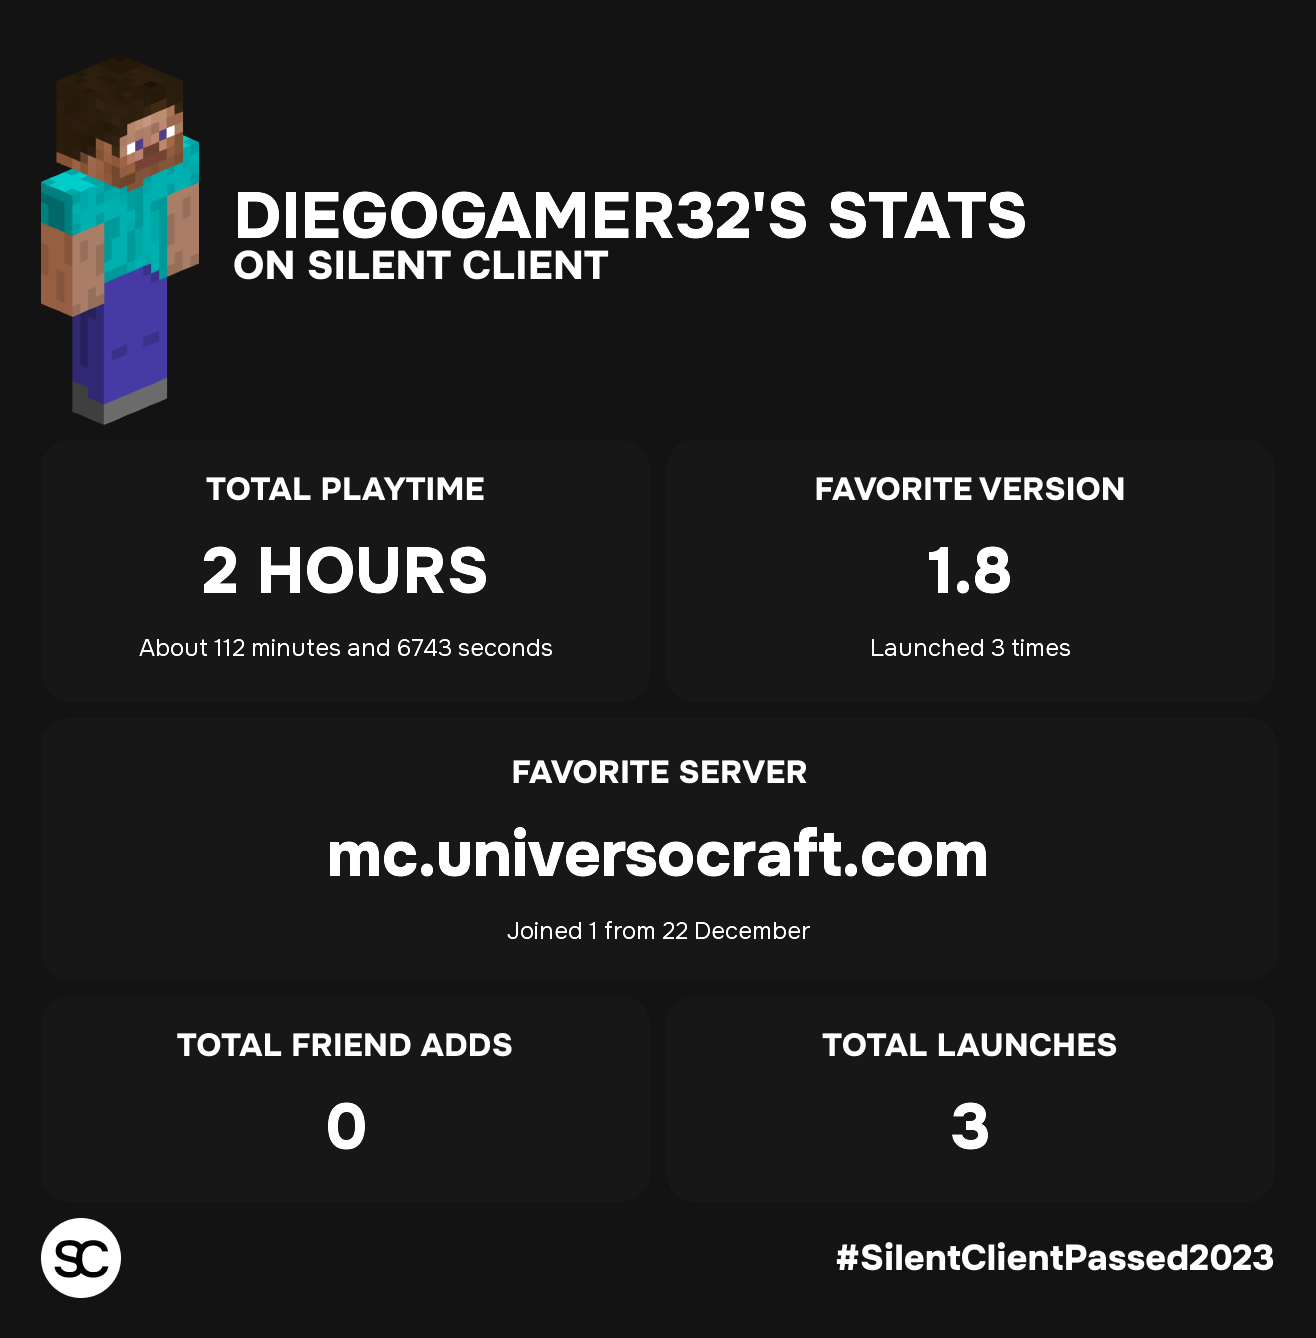 DIEGOGAMER32'S STATS
ON SILENT CLIENT
TOTAL PLAYTIME
2 HOURS
About 112 minutes and 6743 seconds
FAVORITE VERSION
1.8
Launched 3 times
FAVORITE SERVER
mc.universocraft.com
Joined 1 from 22 December
TOTAL FRIEND ADDS
0
TOTAL LAUNCHES
3
SC
#SilentClientPassed2023